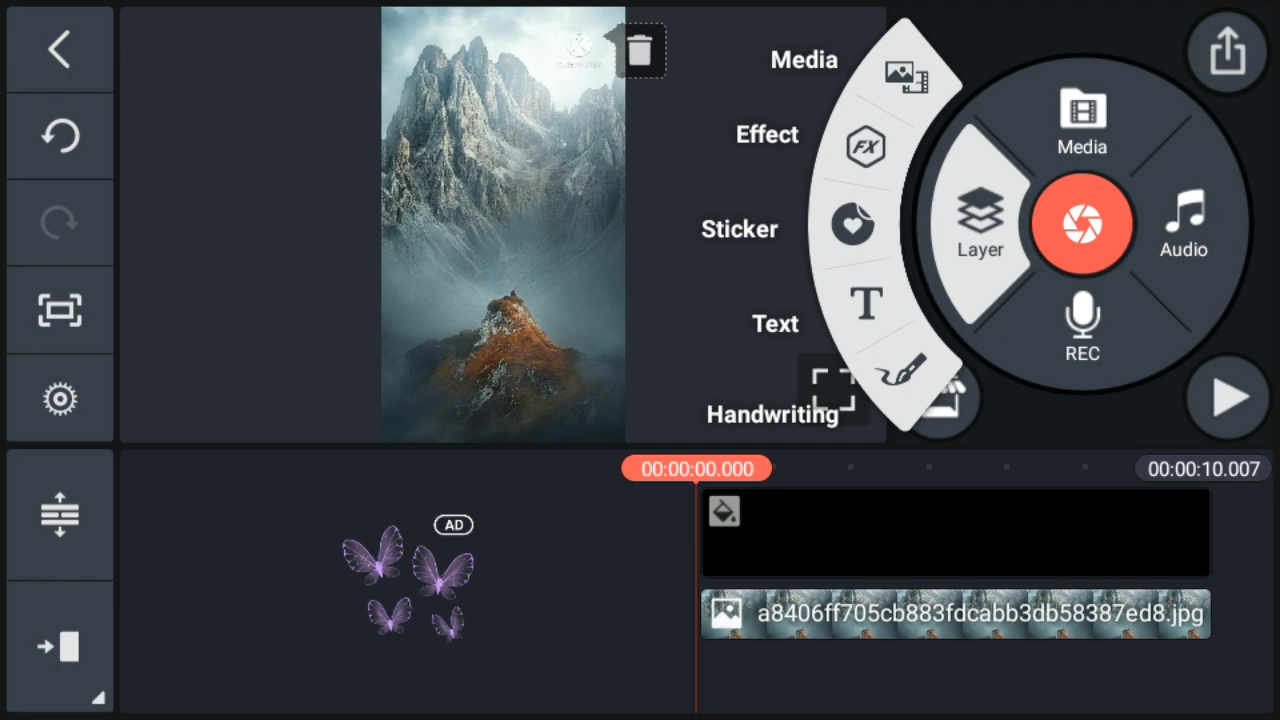 Media
Effect
Sticker
Text
Handwriting
FX
T
Media
Layer
Audio
REC
00:00:00.000
00:00:10.007
AD
a8406ff705cb883fdcabb3db58387ed8.jpg